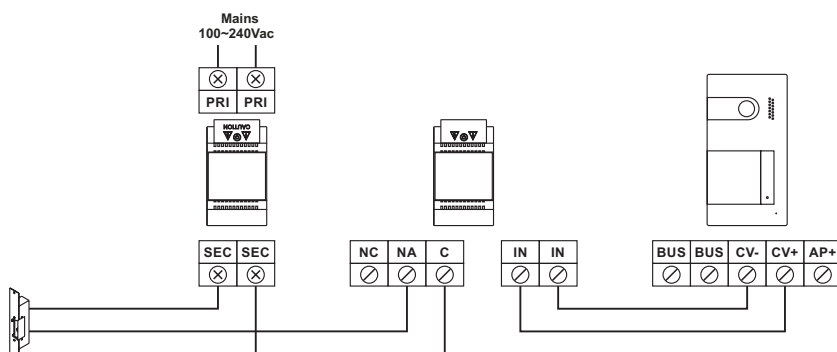 Mains
100~240Vac
PRI PRI
CAUTION
SEC SEC NC NA C IN IN BUS BUS CV- CV+ AP+